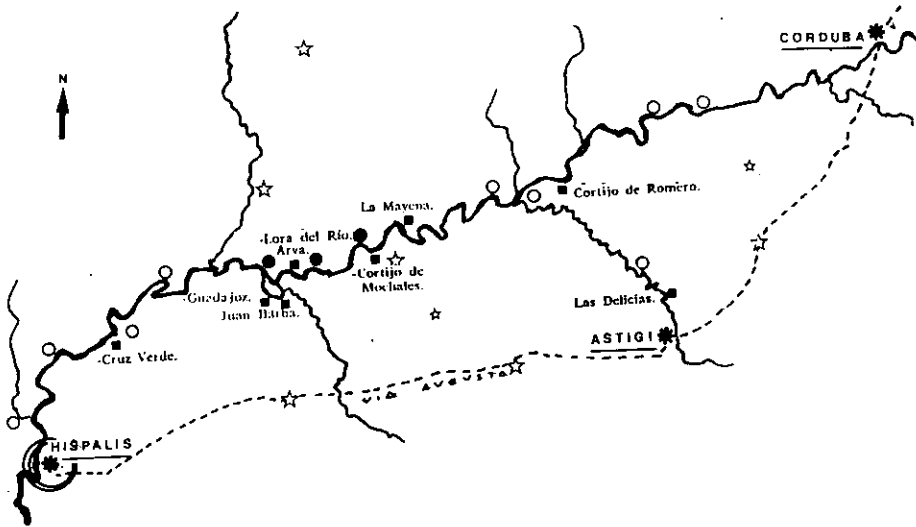 CORDUBA
N
Cortijo de Romero.
La Mayena.
-Lora del Río.
Arva.
-Cortijo de
Mochales.
-Guadajoz.
Juan Barba.
Las Delicias.
-Cruz Verde.
ASTIGI
VIA AUGUSTA
HISPALIS